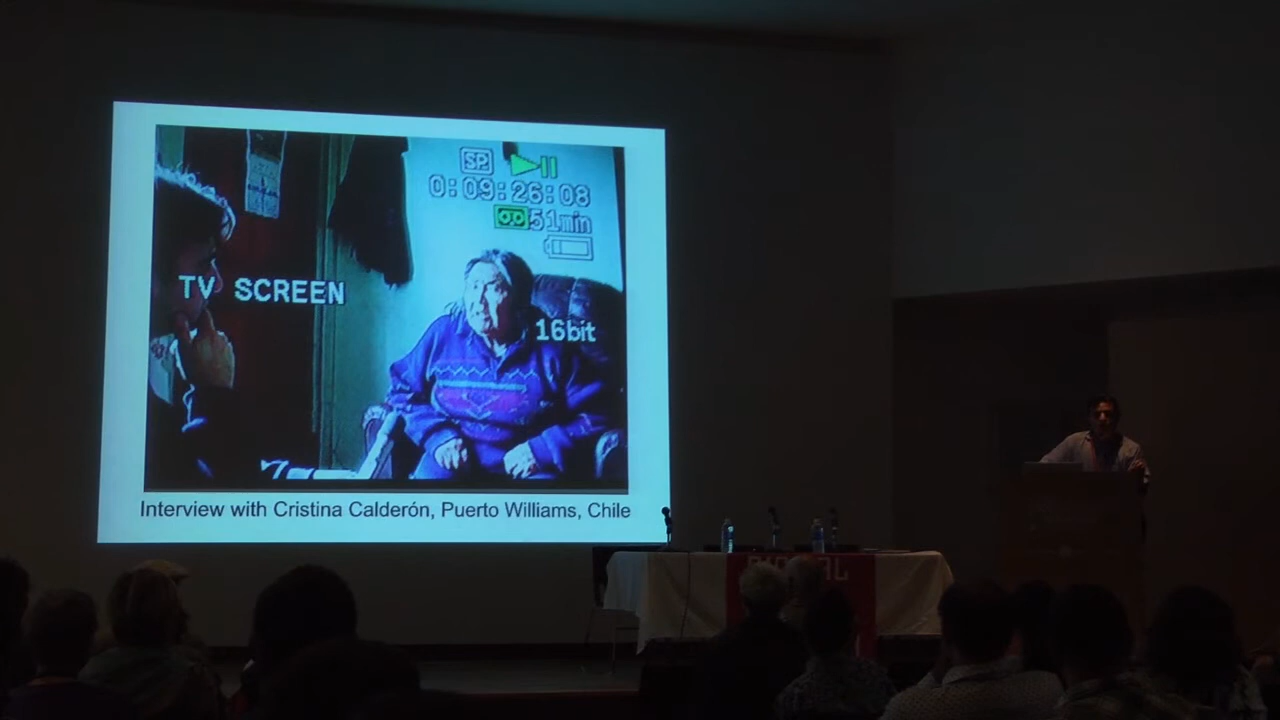 SP
0:09:26:08
51min
TV SCREEN
16bit
Interview with Cristina Calderón, Puerto Williams, Chile